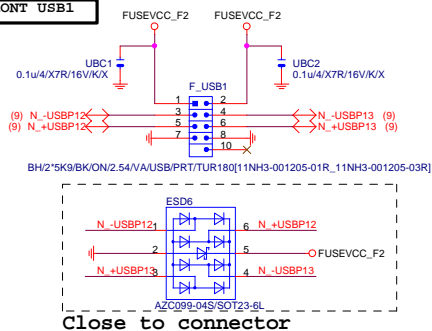 ONT USB1
FUSEVCC_F2 FUSEVCC_F2
UBC1
0.1u/4/X7R/16V/K/X
UBC2
0.1u/4/X7R/16V/K/X
F_USB1
1 2
(9) N_-USBP12 3 4 N_-USBP13 (9)
(9) N_+USBP12 5 6 N_+USBP13 (9)
7 8
10
BH/2*5K9/BK/ON/2.54/VA/USB/PRT/TUR180[11NH3-001205-01R_11NH3-001205-03R]
ESD6
N_-USBP12 1 6 N_+USBP12
2 5 FUSEVCC_F2
N_+USBP13 3 4 N_-USBP13
AZC099-04S/SOT23-6L
Close to connector